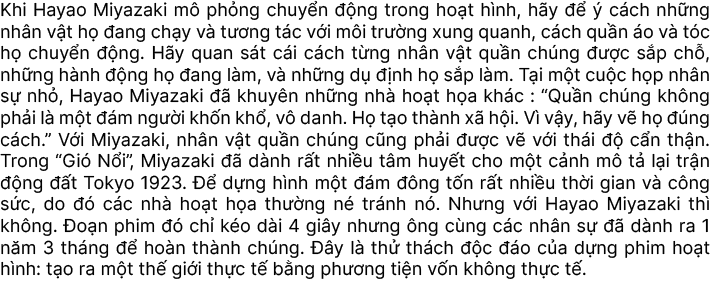 Khi Hayao Miyazaki mô phỏng chuyển động trong hoạt hình, hãy để ý cách những
nhân vật họ đang chạy và tương tác với môi trường xung quanh, cách quần áo và tóc
họ chuyển động. Hãy quan sát cái cách từng nhân vật quần chúng được sắp chỗ,
những hành động họ đang làm, và những dụ định họ sắp làm. Tại một cuộc họp nhân
sự nhỏ, Hayao Miyazaki đã khuyên những nhà hoạt họa khác : “Quần chúng không
phải là một đám người khốn khổ, vô danh. Họ tạo thành xã hội. Vì vậy, hãy vẽ họ đúng
cách.” Với Miyazaki, nhân vật quần chúng cũng phải được vẽ với thái độ cẩn thận.
Trong “Gió Nổi”, Miyazaki đã dành rất nhiều tâm huyết cho một cảnh mô tả lại trận
động đất Tokyo 1923. Để dựng hình một đám đông tốn rất nhiều thời gian và công
sức, do đó các nhà hoạt họa thường né tránh nó. Nhưng với Hayao Miyazaki thì
không. Đoạn phim đó chỉ kéo dài 4 giây nhưng ông cùng các nhân sự đã dành ra 1
năm 3 tháng để hoàn thành chúng. Đây là thử thách độc đáo của dựng phim hoạt
hình: tạo ra một thế giới thực tế bằng phương tiện vốn không thực tế.